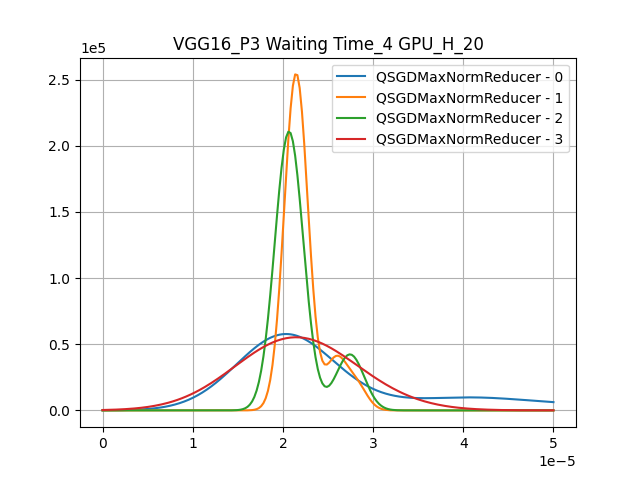 VGG16_P3 Waiting Time_4 GPU_H_20
1e5
QSGDMaxNormReducer - 0
QSGDMaxNormReducer - 1
QSGDMaxNormReducer - 2
QSGDMaxNormReducer - 3
2.5
2.0
1.5
1.0
0.5
0.0
0 1 2 3 4 5
1e−5